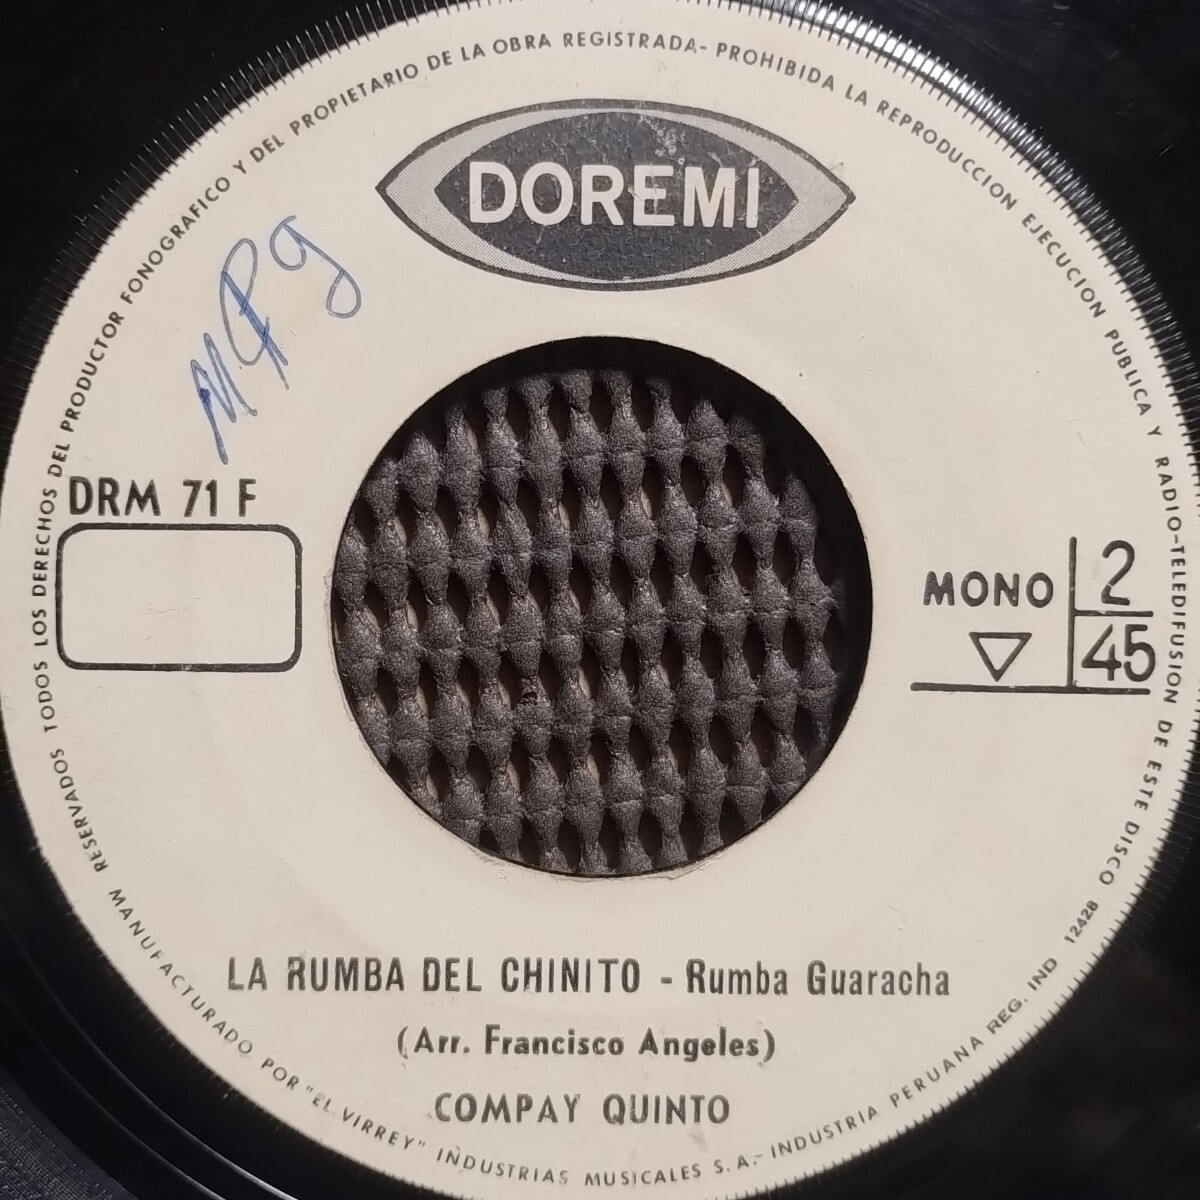 TODOS LOS DERECHOS DEL PRODUCTOR FONOGRAFICO Y DEL PROPIETARIO DE LA OBRA REGISTRADA- PROHIBIDA LA REPRODUCCION EJECUCION PUBLICA Y RADIO-TELEDIFUSION DE ESTE DISCO
RESERVADOS
DOREMI
DRM 71 F
MONO
2
45
LA RUMBA DEL CHINITO - Rumba Guaracha
(Arr. Francisco Angeles)
COMPAY QUINTO
MANUFACTURADO POR "EL VIRREY" INDUSTRIAS MUSICALES S.A.- INDUSTRIA PERUANA REG. IND 12428